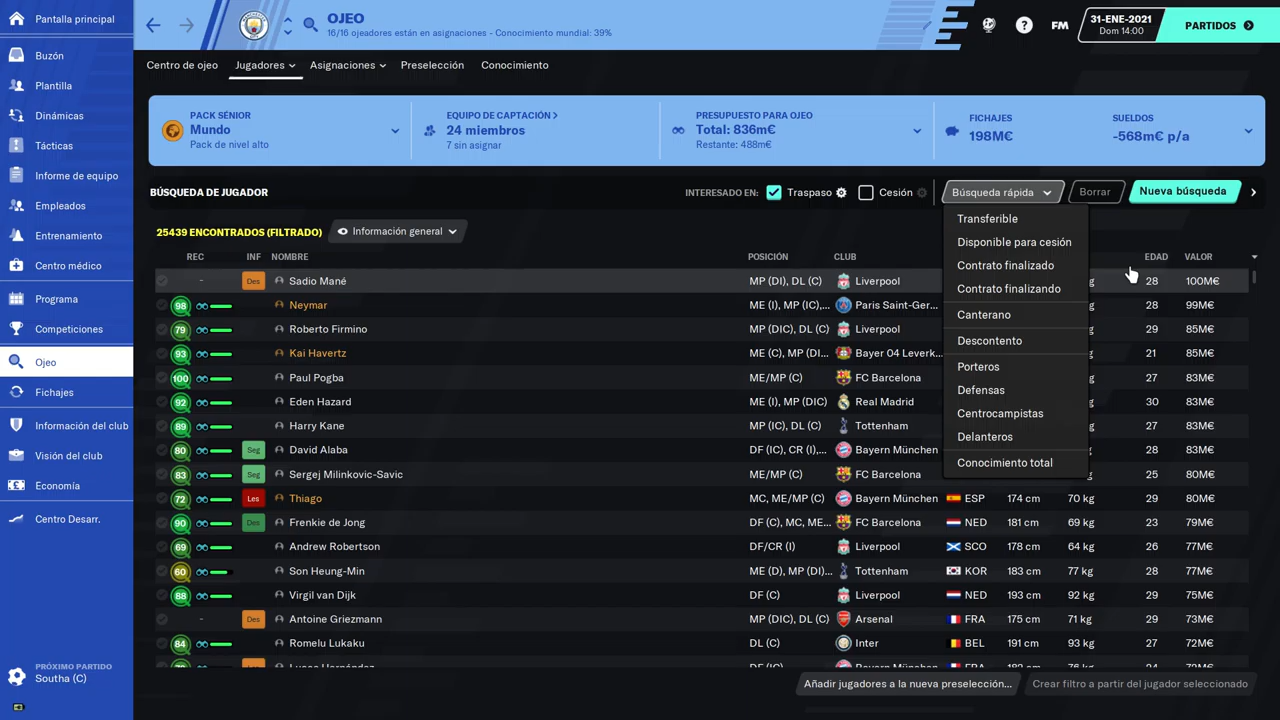 Pantalla principal
OJEO
16/16 ojeadores están en asignaciones - Conocimiento mundial: 39%
?
FM
31-ENE-2021
Dom 14:00
PARTIDOS
Buzón
Plantilla
Dinámicas
Tácticas
Informe de equipo
Empleados
Entrenamiento
Centro médico
Programa
Competiciones
Ojeo
Fichajes
Información del club
Visión del club
Economía
Centro Desarr.
PRÓXIMO PARTIDO
Southa (C)
Centro de ojeo
Jugadores
Asignaciones
Preselección
Conocimiento
PACK SÉNIOR
Mundo
Pack de nivel alto
EQUIPO DE CAPTACIÓN >
24 miembros
7 sin asignar
PRESUPUESTO PARA OJEO
Total: 836m€
Restante: 488m€
FICHAJES
198M€
SUELDOS
-568m€ p/a
BÚSQUEDA DE JUGADOR
INTERESADO EN:
Traspaso
Cesión
Búsqueda rápida
Borrar
Nueva búsqueda
25439 ENCONTRADOS (FILTRADO)
Información general
Transferible
Disponible para cesión
Contrato finalizado
Contrato finalizando
Canterano
Descontento
Porteros
Defensas
Centrocampistas
Delanteros
Conocimiento total
REC INF NOMBRE POSICIÓN CLUB EDAD VALOR
- Des Sadio Mané MP (DI), DL (C) Liverpool g 28 100M€
98 Neymar ME (I), MP (IC),... Paris Saint-Ger... g 28 99M€
79 Roberto Firmino MP (DIC), DL (C) Liverpool g 29 85M€
93 Kai Havertz ME (C), MP (DI... Bayer 04 Leverk... g 21 85M€
100 Paul Pogba ME/MP (C) FC Barcelona g 27 83M€
92 Eden Hazard ME (I), MP (DIC) Real Madrid g 30 83M€
89 Harry Kane MP (IC), DL (C) Tottenham g 27 83M€
80 Seg David Alaba DF (IC), CR (I),... Bayern München g 28 83M€
83 Seg Sergej Milinkovic-Savic ME/MP (C) FC Barcelona g 25 80M€
72 Les Thiago MC, ME/MP (C) Bayern München ESP 174 cm 70 kg 29 80M€
90 Des Frenkie de Jong DF (C), MC, ME... FC Barcelona NED 181 cm 69 kg 23 79M€
69 Andrew Robertson DF/CR (I) Liverpool SCO 178 cm 64 kg 26 77M€
60 Son Heung-Min ME (D), MP (DI)... Tottenham KOR 183 cm 77 kg 28 77M€
88 Virgil van Dijk DF (C) Liverpool NED 193 cm 92 kg 29 75M€
- Des Antoine Griezmann MP (DIC), DL (C) Arsenal FRA 175 cm 71 kg 29 73M€
84 Romelu Lukaku DL (C) Inter BEL 191 cm 93 kg 27 72M€
Añadir jugadores a la nueva preselección...
Crear filtro a partir del jugador seleccionado